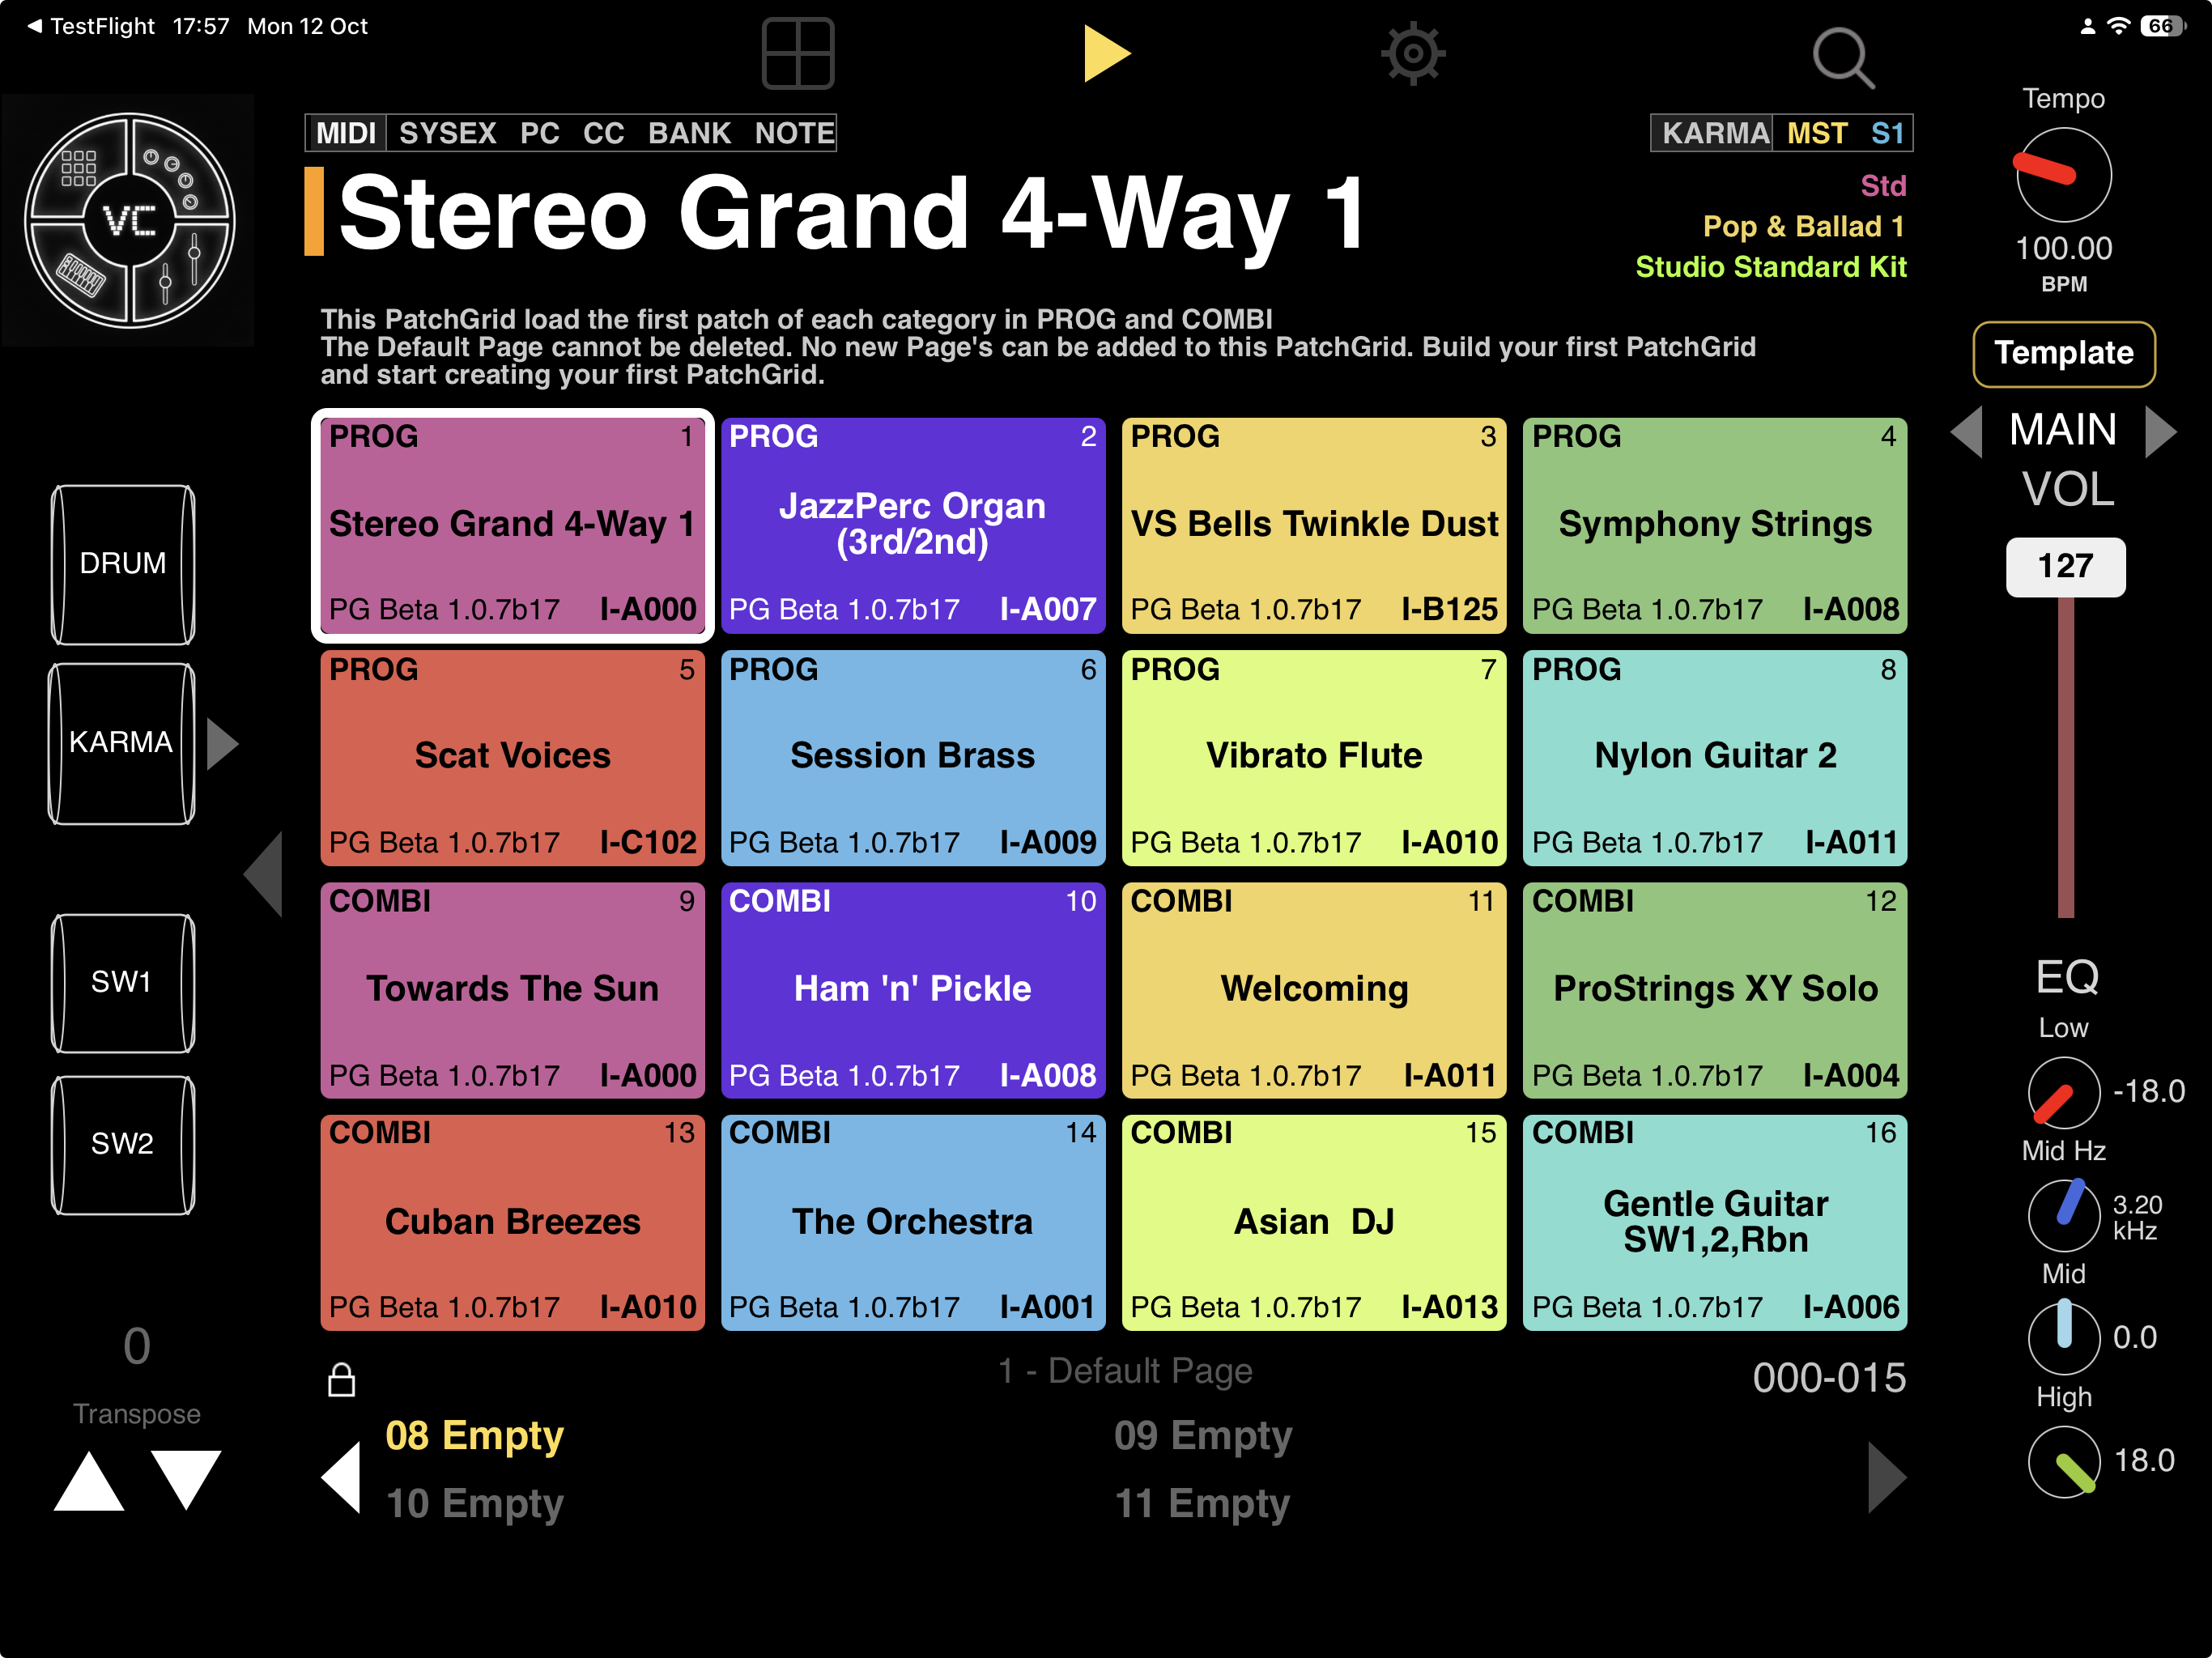 TestFlight 17:57 Mon 12 Oct
66
VC
MIDI SYSEX PC CC BANK NOTE
KARMA MST S1
Stereo Grand 4-Way 1
Std
Pop & Ballad 1
Studio Standard Kit
This PatchGrid load the first patch of each category in PROG and COMBI
The Default Page cannot be deleted. No new Page's can be added to this PatchGrid. Build your first PatchGrid
and start creating your first PatchGrid.
Tempo
100.00
BPM
Template
MAIN
VOL
127
DRUM
KARMA
SW1
SW2
0
Transpose
PROG 1
Stereo Grand 4-Way 1
PG Beta 1.0.7b17 I-A000
PROG 2
JazzPerc Organ
(3rd/2nd)
PG Beta 1.0.7b17 I-A007
PROG 3
VS Bells Twinkle Dust
PG Beta 1.0.7b17 I-B125
PROG 4
Symphony Strings
PG Beta 1.0.7b17 I-A008
PROG 5
Scat Voices
PG Beta 1.0.7b17 I-C102
PROG 6
Session Brass
PG Beta 1.0.7b17 I-A009
PROG 7
Vibrato Flute
PG Beta 1.0.7b17 I-A010
PROG 8
Nylon Guitar 2
PG Beta 1.0.7b17 I-A011
COMBI 9
Towards The Sun
PG Beta 1.0.7b17 I-A000
COMBI 10
Ham 'n' Pickle
PG Beta 1.0.7b17 I-A008
COMBI 11
Welcoming
PG Beta 1.0.7b17 I-A011
COMBI 12
ProStrings XY Solo
PG Beta 1.0.7b17 I-A004
COMBI 13
Cuban Breezes
PG Beta 1.0.7b17 I-A010
COMBI 14
The Orchestra
PG Beta 1.0.7b17 I-A001
COMBI 15
Asian  DJ
PG Beta 1.0.7b17 I-A013
COMBI 16
Gentle Guitar
SW1,2,Rbn
PG Beta 1.0.7b17 I-A006
1 - Default Page
000-015
08 Empty
09 Empty
10 Empty
11 Empty
EQ
Low
-18.0
Mid Hz
3.20
kHz
Mid
0.0
High
18.0